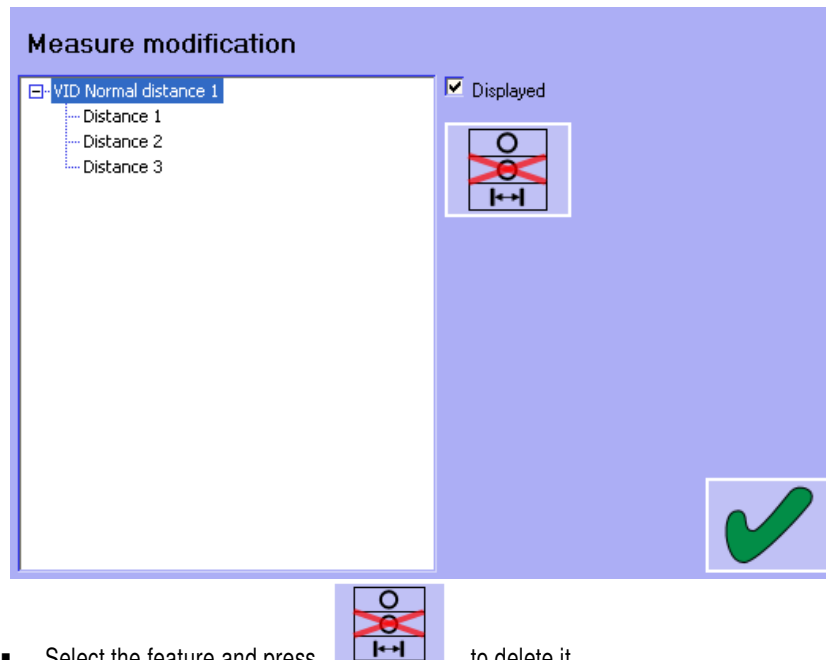 Measure modification
VID Normal distance 1
Displayed
Distance 1
Distance 2
Distance 3
Select the feature and press to delete it